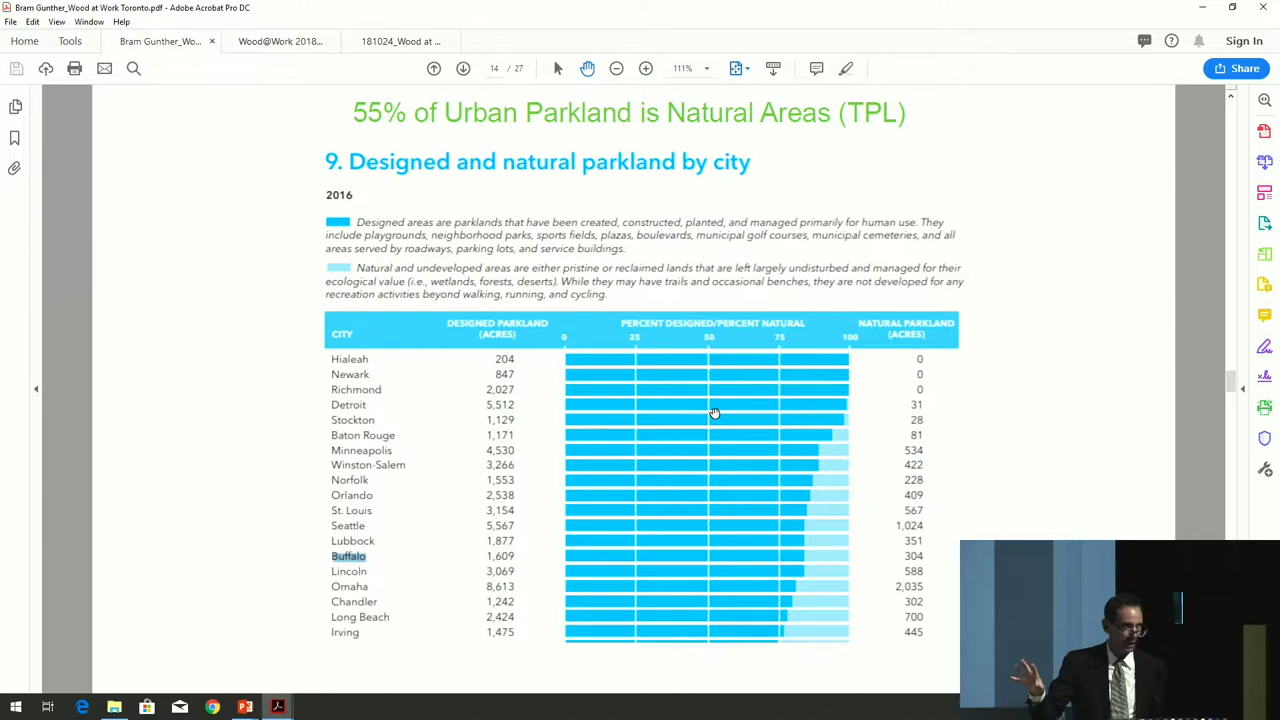 Bram Gunther_Wood at Work Toronto.pdf - Adobe Acrobat Pro DC
File Edit View Window Help
Home Tools Bram Gunther_Wo... × Wood@Work 2018... 181024_Wood at ... Sign In
14 / 27 111% Share
55% of Urban Parkland is Natural Areas (TPL)
9. Designed and natural parkland by city
2016
Designed areas are parklands that have been created, constructed, planted, and managed primarily for human use. They
include playgrounds, neighborhood parks, sports fields, plazas, boulevards, municipal golf courses, municipal cemeteries, and all
areas served by roadways, parking lots, and service buildings.
Natural and undeveloped areas are either pristine or reclaimed lands that are left largely undisturbed and managed for their
ecological value (i.e., wetlands, forests, deserts). While they may have trails and occasional benches, they are not developed for any
recreation activities beyond walking, running, and cycling.
CITY DESIGNED PARKLAND (ACRES) PERCENT DESIGNED/PERCENT NATURAL NATURAL PARKLAND (ACRES)
0 25 50 75 100
Hialeah 204 0
Newark 847 0
Richmond 2,027 0
Detroit 5,512 31
Stockton 1,129 28
Baton Rouge 1,171 81
Minneapolis 4,530 534
Winston-Salem 3,266 422
Norfolk 1,553 228
Orlando 2,538 409
St. Louis 3,154 567
Seattle 5,567 1,024
Lubbock 1,877 351
Buffalo 1,609 304
Lincoln 3,069 588
Omaha 8,613 2,035
Chandler 1,242 302
Long Beach 2,424 700
Irving 1,475 445